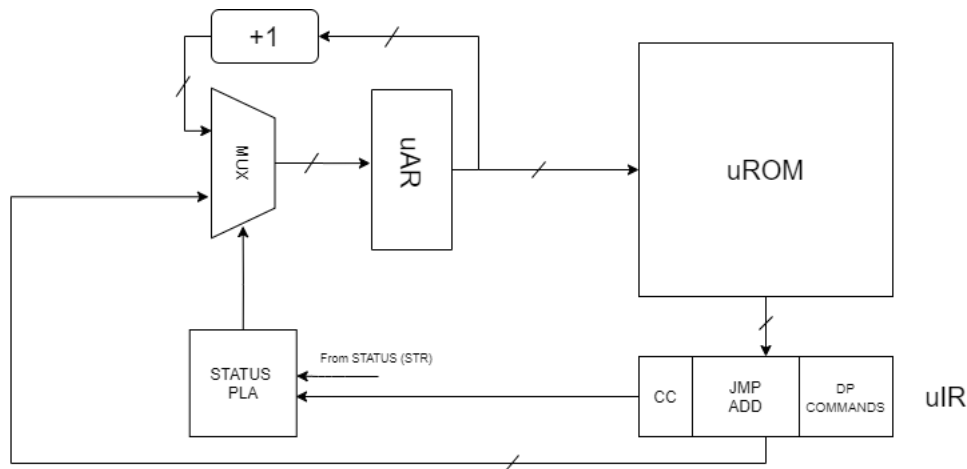 +1
MUX
uAR
uROM
From STATUS (STR)
STATUS
PLA
CC
JMP
ADD
DP
COMMANDS
uIR